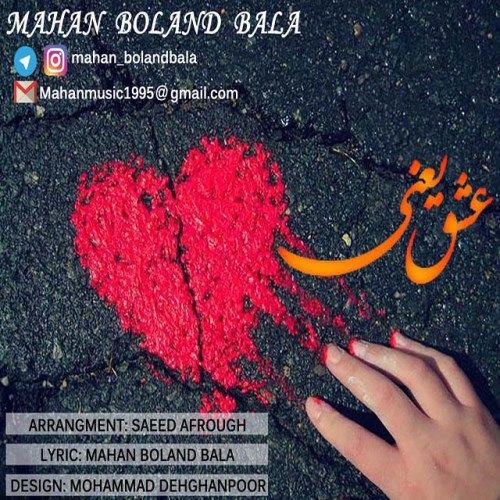 MAHAN BOLAND BALA
mahan_bolandbala
Mahanmusic1995@gmail.com
عشق یعنی
ARRANGMENT: SAEED AFROUGH
LYRIC: MAHAN BOLAND BALA
DESIGN: MOHAMMAD DEHGHANPOOR